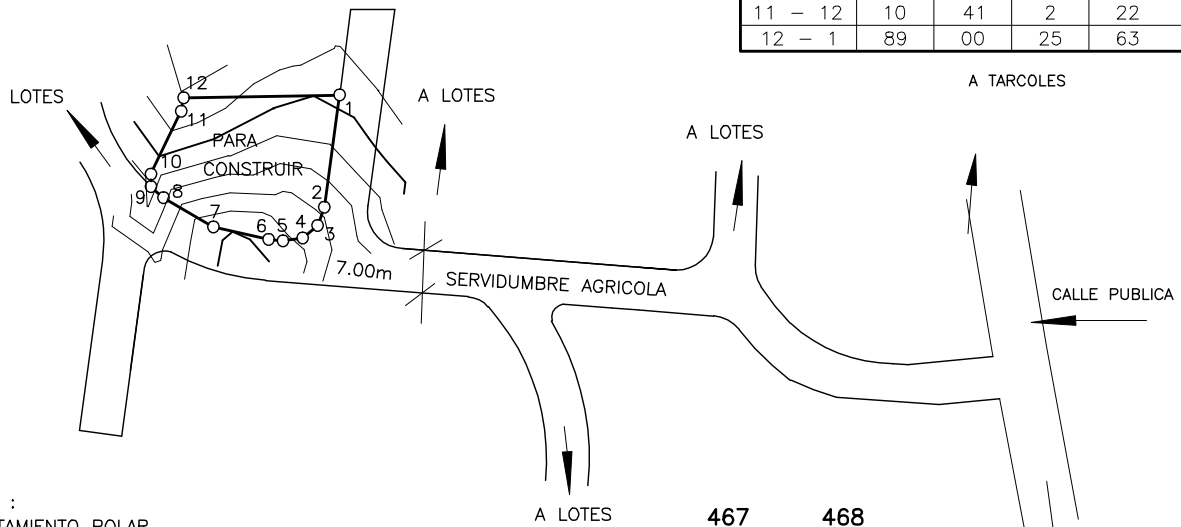 11 – 12 10 41 2 22
12 – 1 89 00 25 63
A TARCOLES
LOTES
12
11
1
A LOTES
A LOTES
PARA
CONSTRUIR
10
9
8
2
7
6
5
4
3
7.00m
SERVIDUMBRE AGRICOLA
CALLE PUBLICA
:
TAMIENTO POLAR
A LOTES
467 468